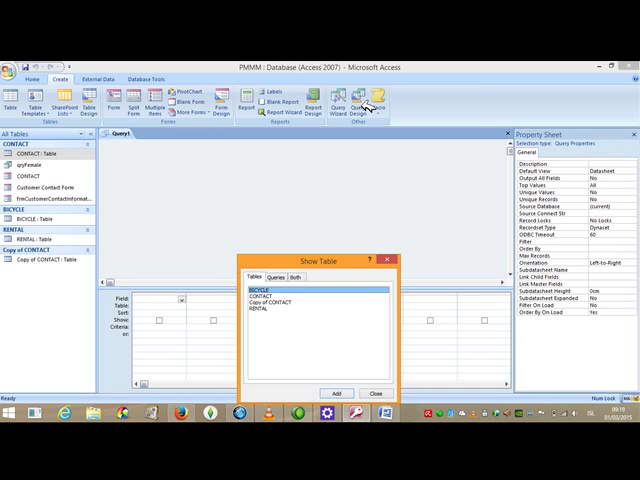 PMMM : Database (Access 2007) - Microsoft Access
Home Create External Data Database Tools
Table Table Templates SharePoint Lists Form Split Form Multiple Items PivotChart Blank Form More Forms Form Design Report Labels Blank Report Report Wizard Report Design Query Wizard Query Design Macro
Tables Forms Reports Other
All Tables
CONTACT
CONTACT : Table
qryFemale
CONTACT
Customer Contact Form
frmCustomerContactInformat...
BICYCLE
BICYCLE : Table
RENTAL
RENTAL : Table
Copy of CONTACT
Copy of CONTACT : Table
Query1
Field:
Table:
Sort:
Show:
Criteria:
or:
Show Table
Tables Queries Both
BICYCLE
CONTACT
Copy of CONTACT
RENTAL
Add Close
Property Sheet
Selection type: Query Properties
General
Description
Default View Datasheet
Output All Fields No
Top Values All
Unique Values No
Unique Records No
Source Database (current)
Source Connect Str
Record Locks No Locks
Recordset Type Dynaset
ODBC Timeout 60
Filter
Order By
Max Records
Orientation Left-to-Right
Subdatasheet Name
Link Child Fields
Link Master Fields
Subdatasheet Height 0cm
Subdatasheet Expanded No
Filter On Load No
Order By On Load Yes
Ready
Num Lock
ISL
09:19
01/03/2015